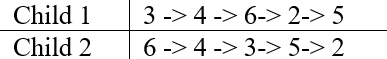 Child 1 3 -> 4 -> 6-> 2-> 5
Child 2 6 -> 4 -> 3-> 5-> 2